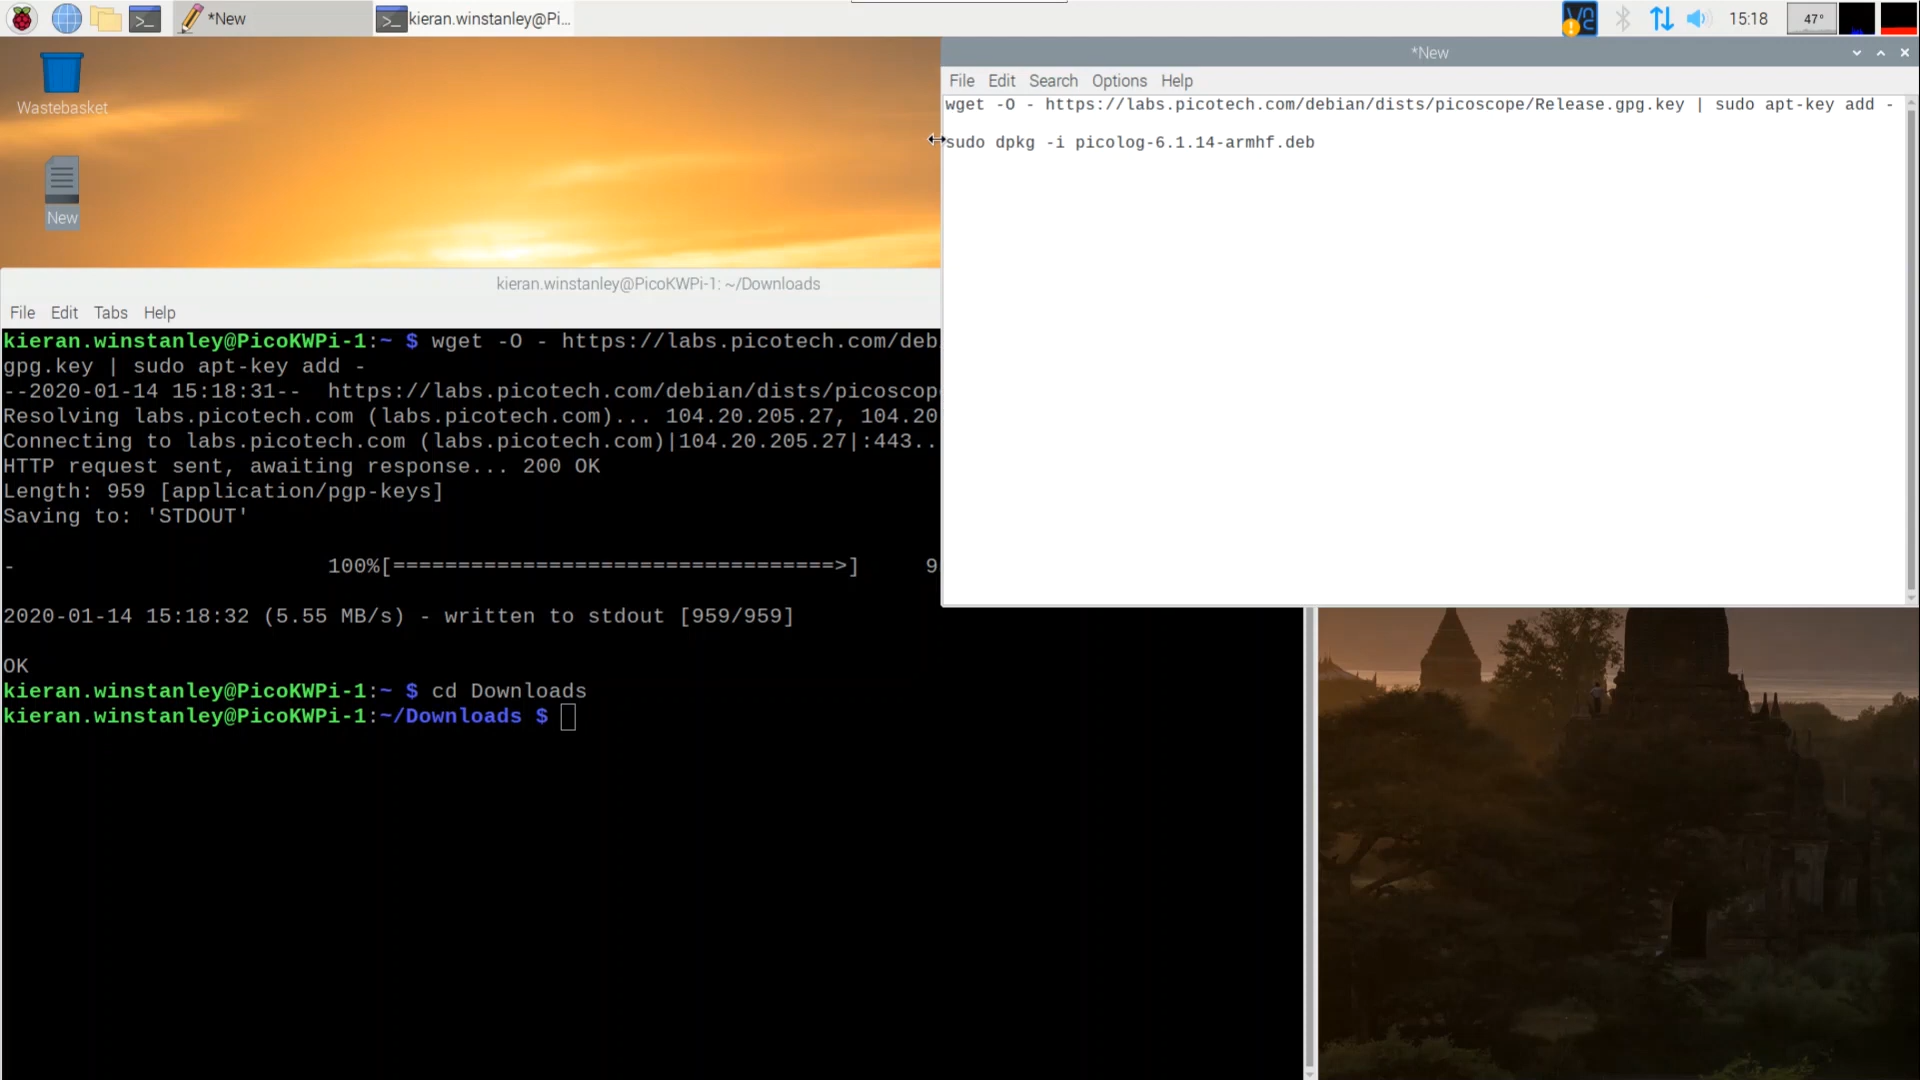 *New
kieran.winstanley@Pi...
15:18
47°
Wastebasket
New
*New
File Edit Search Options Help
wget -O - https://labs.picotech.com/debian/dists/picoscope/Release.gpg.key | sudo apt-key add -
sudo dpkg -i picolog-6.1.14-armhf.deb
kieran.winstanley@PicoKWPi-1: ~/Downloads
File Edit Tabs Help
kieran.winstanley@PicoKWPi-1:~ $ wget -O - https://labs.picotech.com/deb
gpg.key | sudo apt-key add -
--2020-01-14 15:18:31-- https://labs.picotech.com/debian/dists/picoscop
Resolving labs.picotech.com (labs.picotech.com)... 104.20.205.27, 104.20
Connecting to labs.picotech.com (labs.picotech.com)|104.20.205.27|:443..
HTTP request sent, awaiting response... 200 OK
Length: 959 [application/pgp-keys]
Saving to: 'STDOUT'
- 100%[==================================>] 9
2020-01-14 15:18:32 (5.55 MB/s) - written to stdout [959/959]
OK
kieran.winstanley@PicoKWPi-1:~ $ cd Downloads
kieran.winstanley@PicoKWPi-1:~/Downloads $